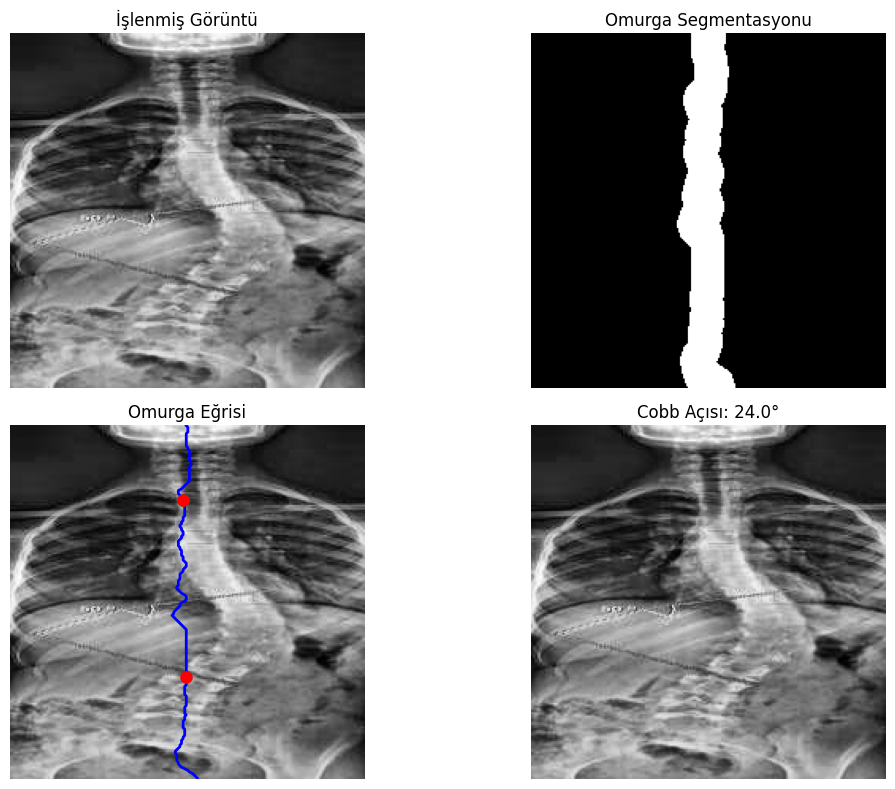 İşlenmiş Görüntü
Omurga Segmentasyonu
Omurga Eğrisi
Cobb Açısı: 24.0°